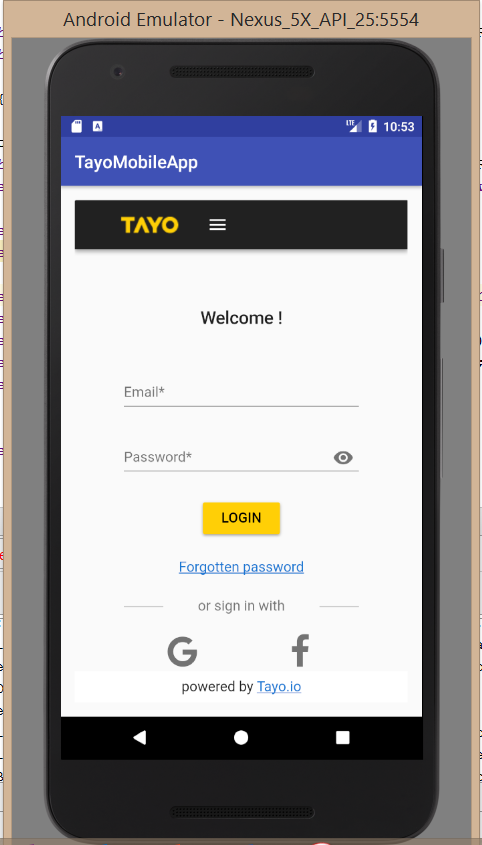 Android Emulator - Nexus_5X_API_25:5554
LTE 10:53
TayoMobileApp
TAYO
Welcome !
Email*
Password*
LOGIN
Forgotten password
or sign in with
G f
powered by Tayo.io